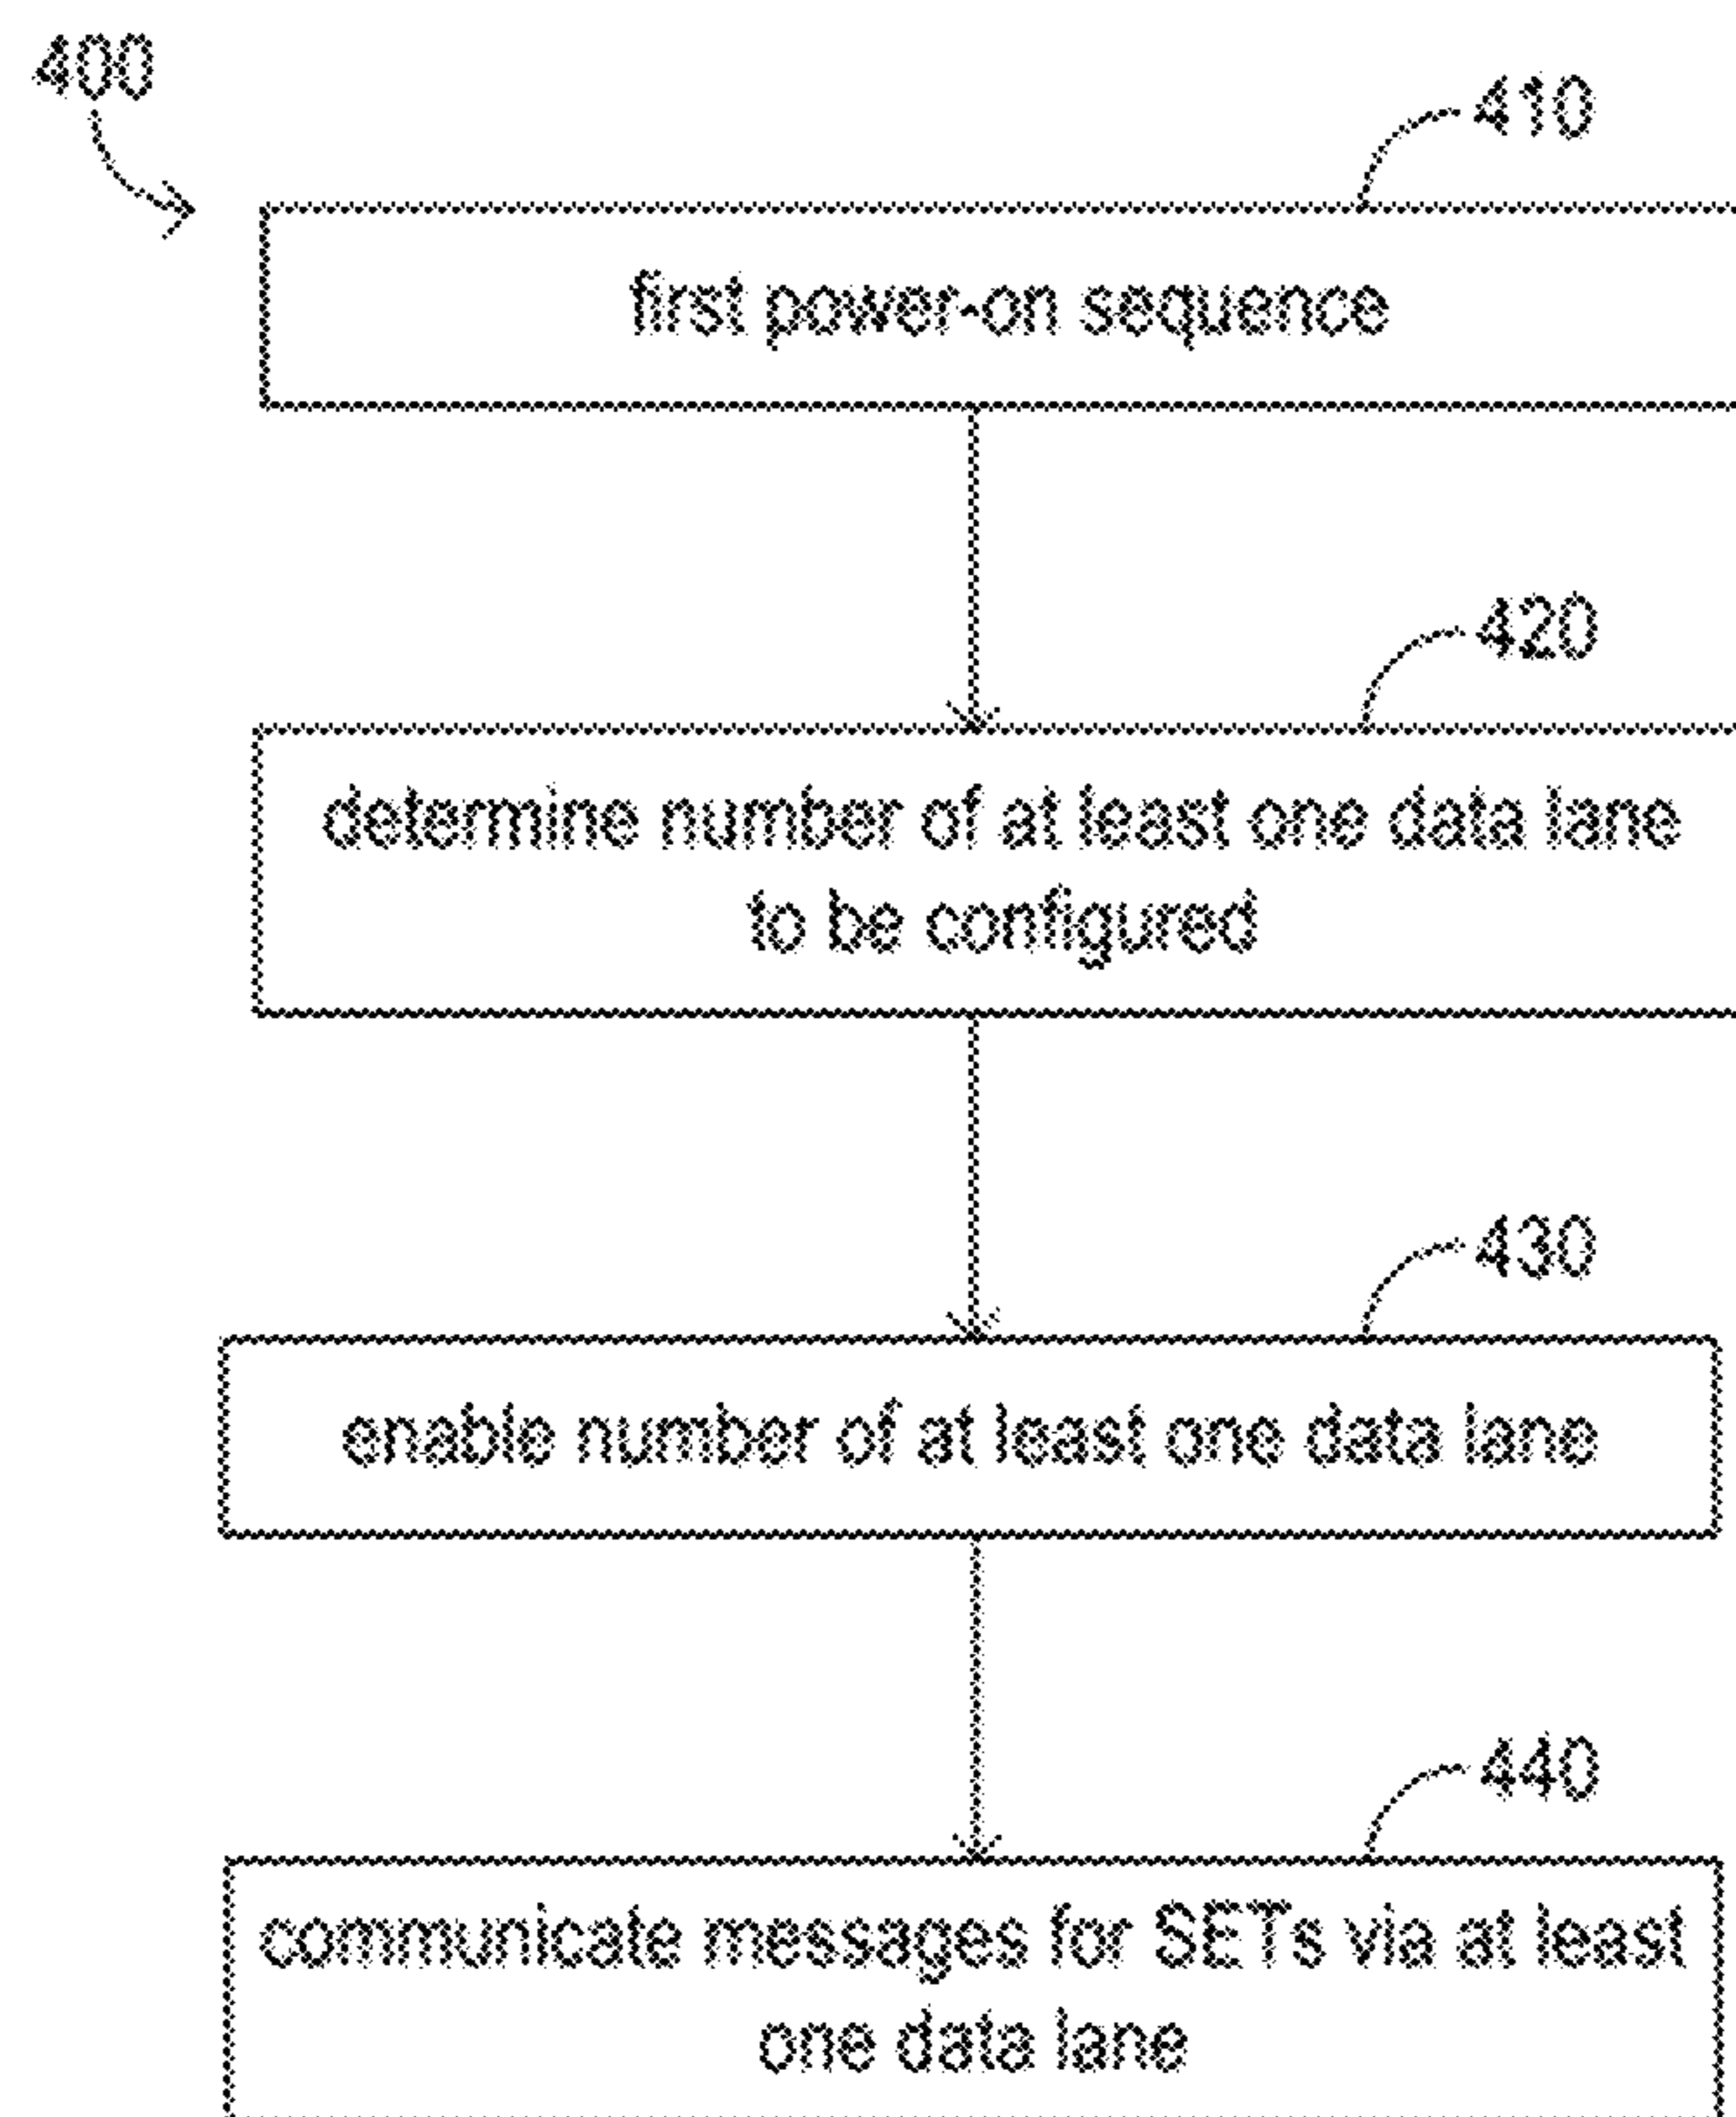 400
410
first power-on sequence
420
determine number of at least one data lane
to be configured
430
enable number of at least one data lane
440
communicate messages for SETs via at least
one data lane